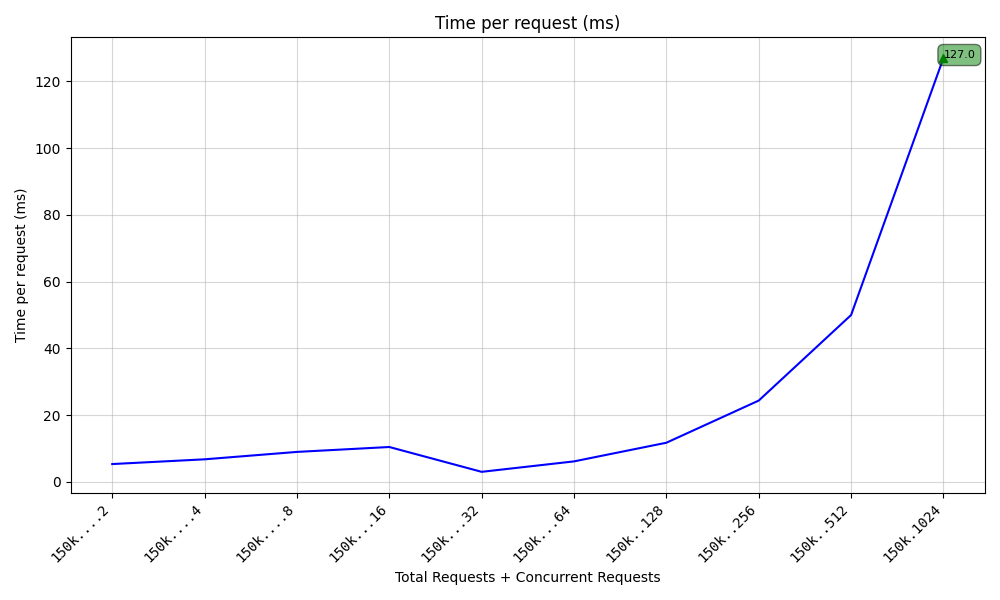 Time per request (ms)
127.0
120
100
80
60
40
20
0
Time per request (ms)
150k....2
150k....4
150k....8
150k...16
150k...32
150k...64
150k..128
150k..256
150k..512
150k.1024
Total Requests + Concurrent Requests